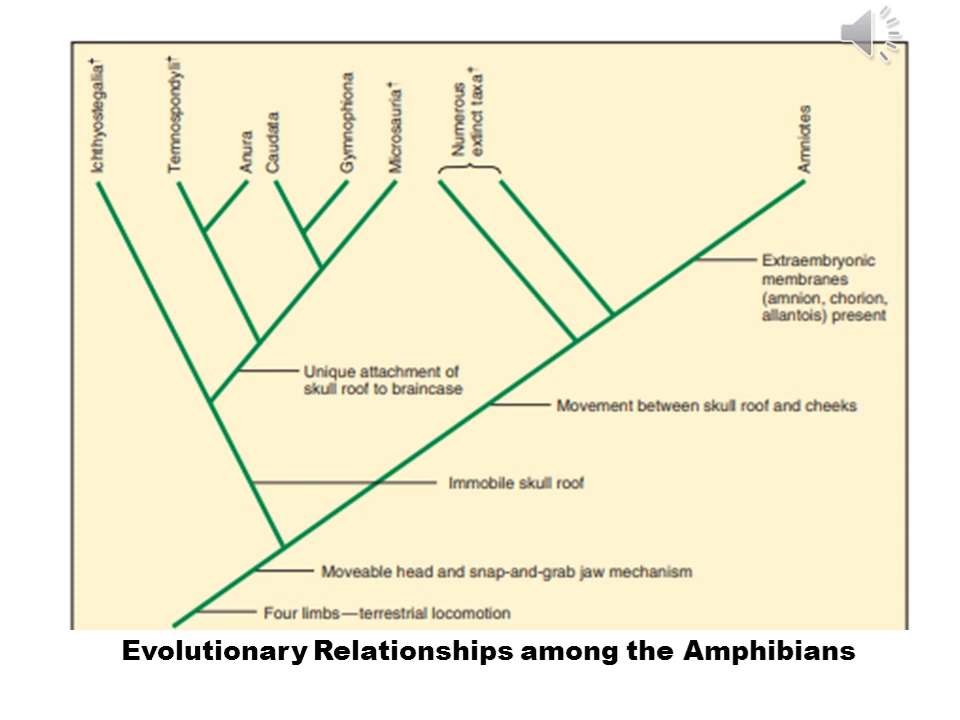 Ichthyostegalia†
Temnospondyli†
Anura
Caudata
Gymnophiona
Microsauria†
Numerous
extinct taxa†
Amniotes
Extraembryonic
membranes
(amnion, chorion,
allantois) present
Unique attachment of
skull roof to braincase
Movement between skull roof and cheeks
Immobile skull roof
Moveable head and snap-and-grab jaw mechanism
Four limbs—terrestrial locomotion
Evolutionary Relationships among the Amphibians